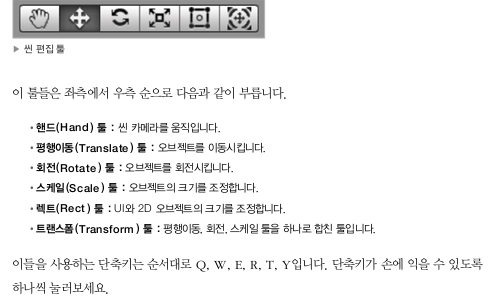 ▶ 씬 편집 툴
이 툴들은 좌측에서 우측 순으로 다음과 같이 부릅니다.
• 핸드(Hand) 툴 : 씬 카메라를 움직입니다.
• 평행이동(Translate) 툴 : 오브젝트를 이동시킵니다.
• 회전(Rotate) 툴 : 오브젝트를 회전시킵니다.
• 스케일(Scale) 툴 : 오브젝트의 크기를 조정합니다.
• 렉트(Rect) 툴 : UI와 2D 오브젝트의 크기를 조정합니다.
• 트랜스폼(Transform) 툴 : 평행이동, 회전, 스케일 툴을 하나로 합친 툴입니다.
이들을 사용하는 단축키는 순서대로 Q, W, E, R, T, Y입니다. 단축키가 손에 익을 수 있도록
하나씩 눌러보세요.